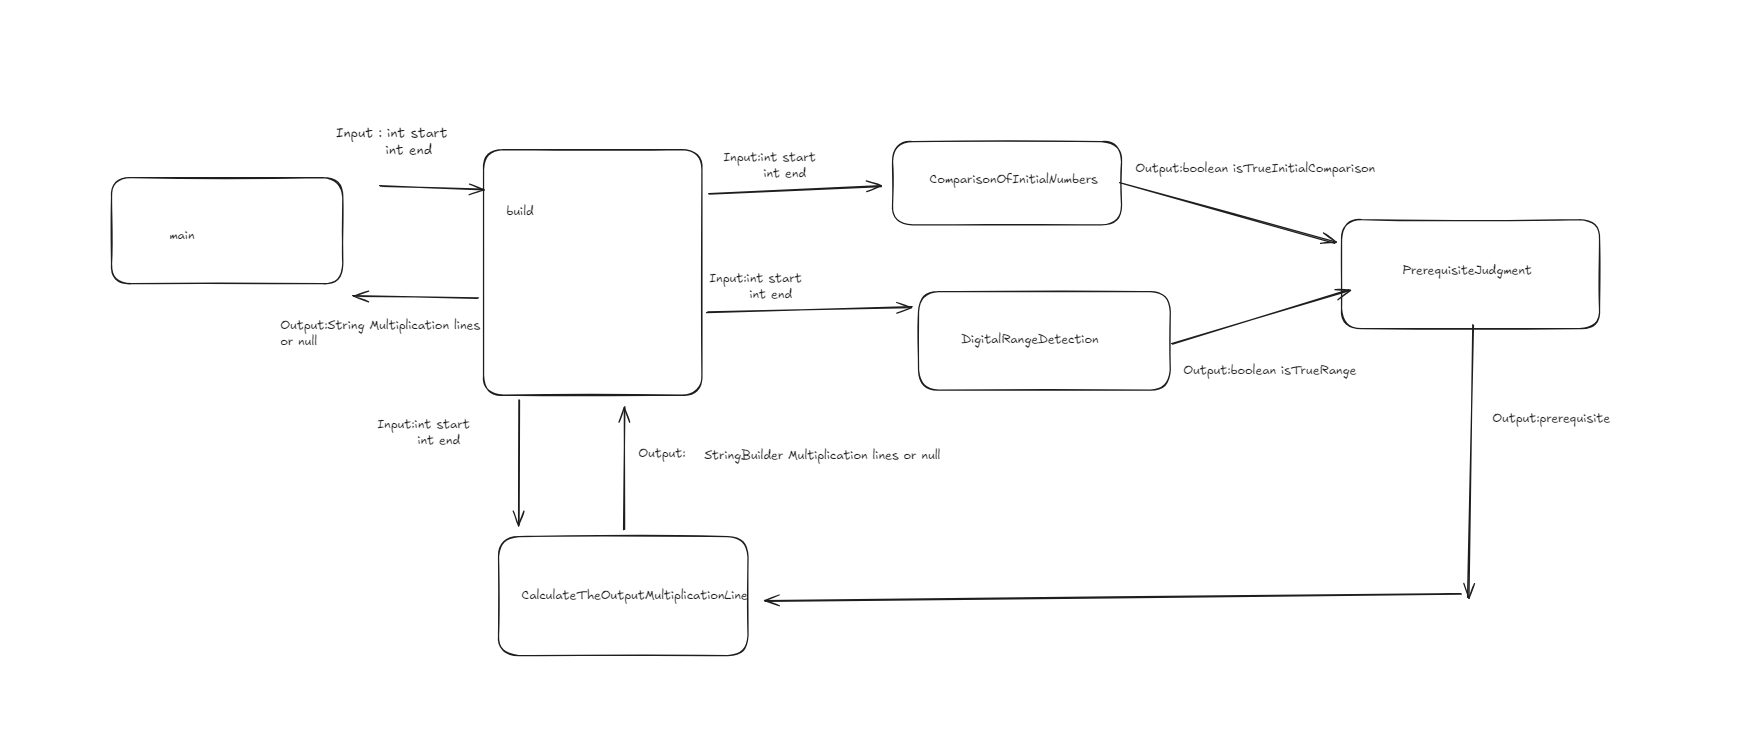 Input : int start
int end
main
Output:String Multiplication lines
or null
build
Input:int start
int end
ComparisonOfInitialNumbers
Output:boolean isTrueInitialComparison
Input:int start
int end
DigitalRangeDetection
Output:boolean isTrueRange
PrerequisiteJudgment
Output:prerequisite
Input:int start
int end
Output: StringBuilder Multiplication lines or null
CalculateTheOutputMultiplicationLine